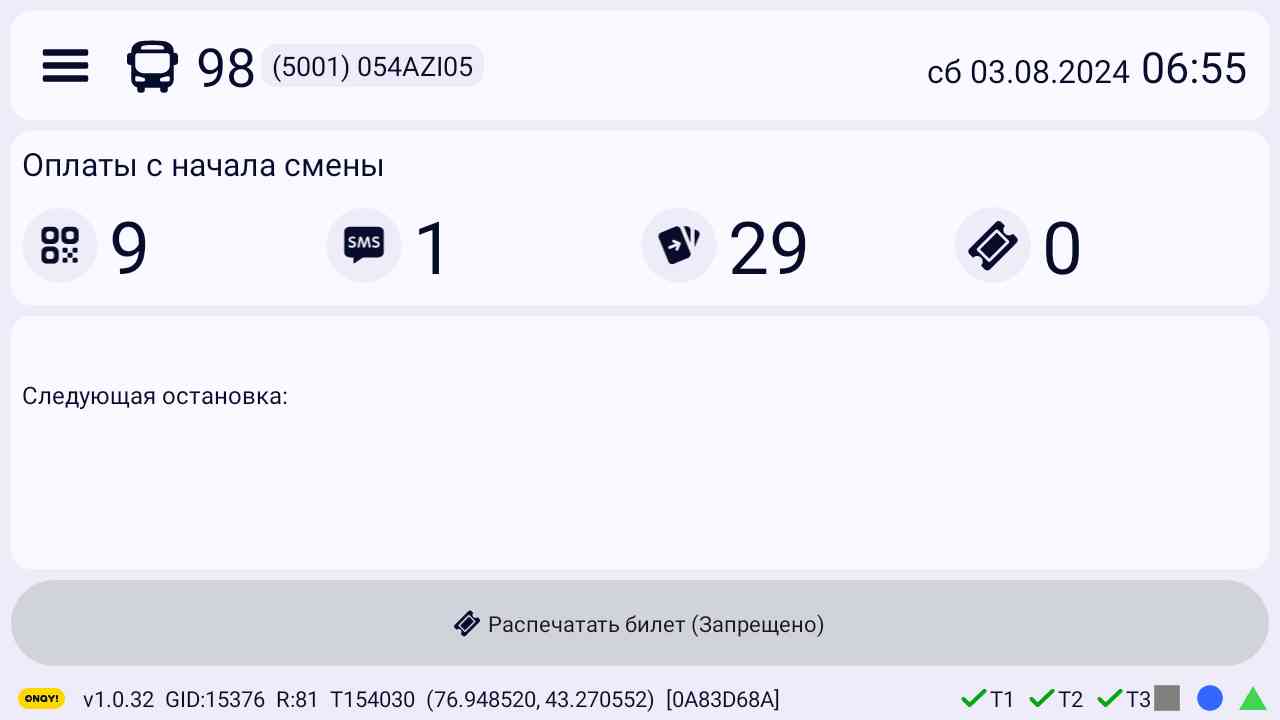 98 (5001) 054AZI05 сб 03.08.2024 06:55
Оплаты с начала смены
9 SMS 1 29 0
Следующая остановка:
Распечатать билет (Запрещено)
ONAY! v1.0.32 GID:15376 R:81 T154030 (76.948520, 43.270552) [0A83D68A] T1 T2 T3